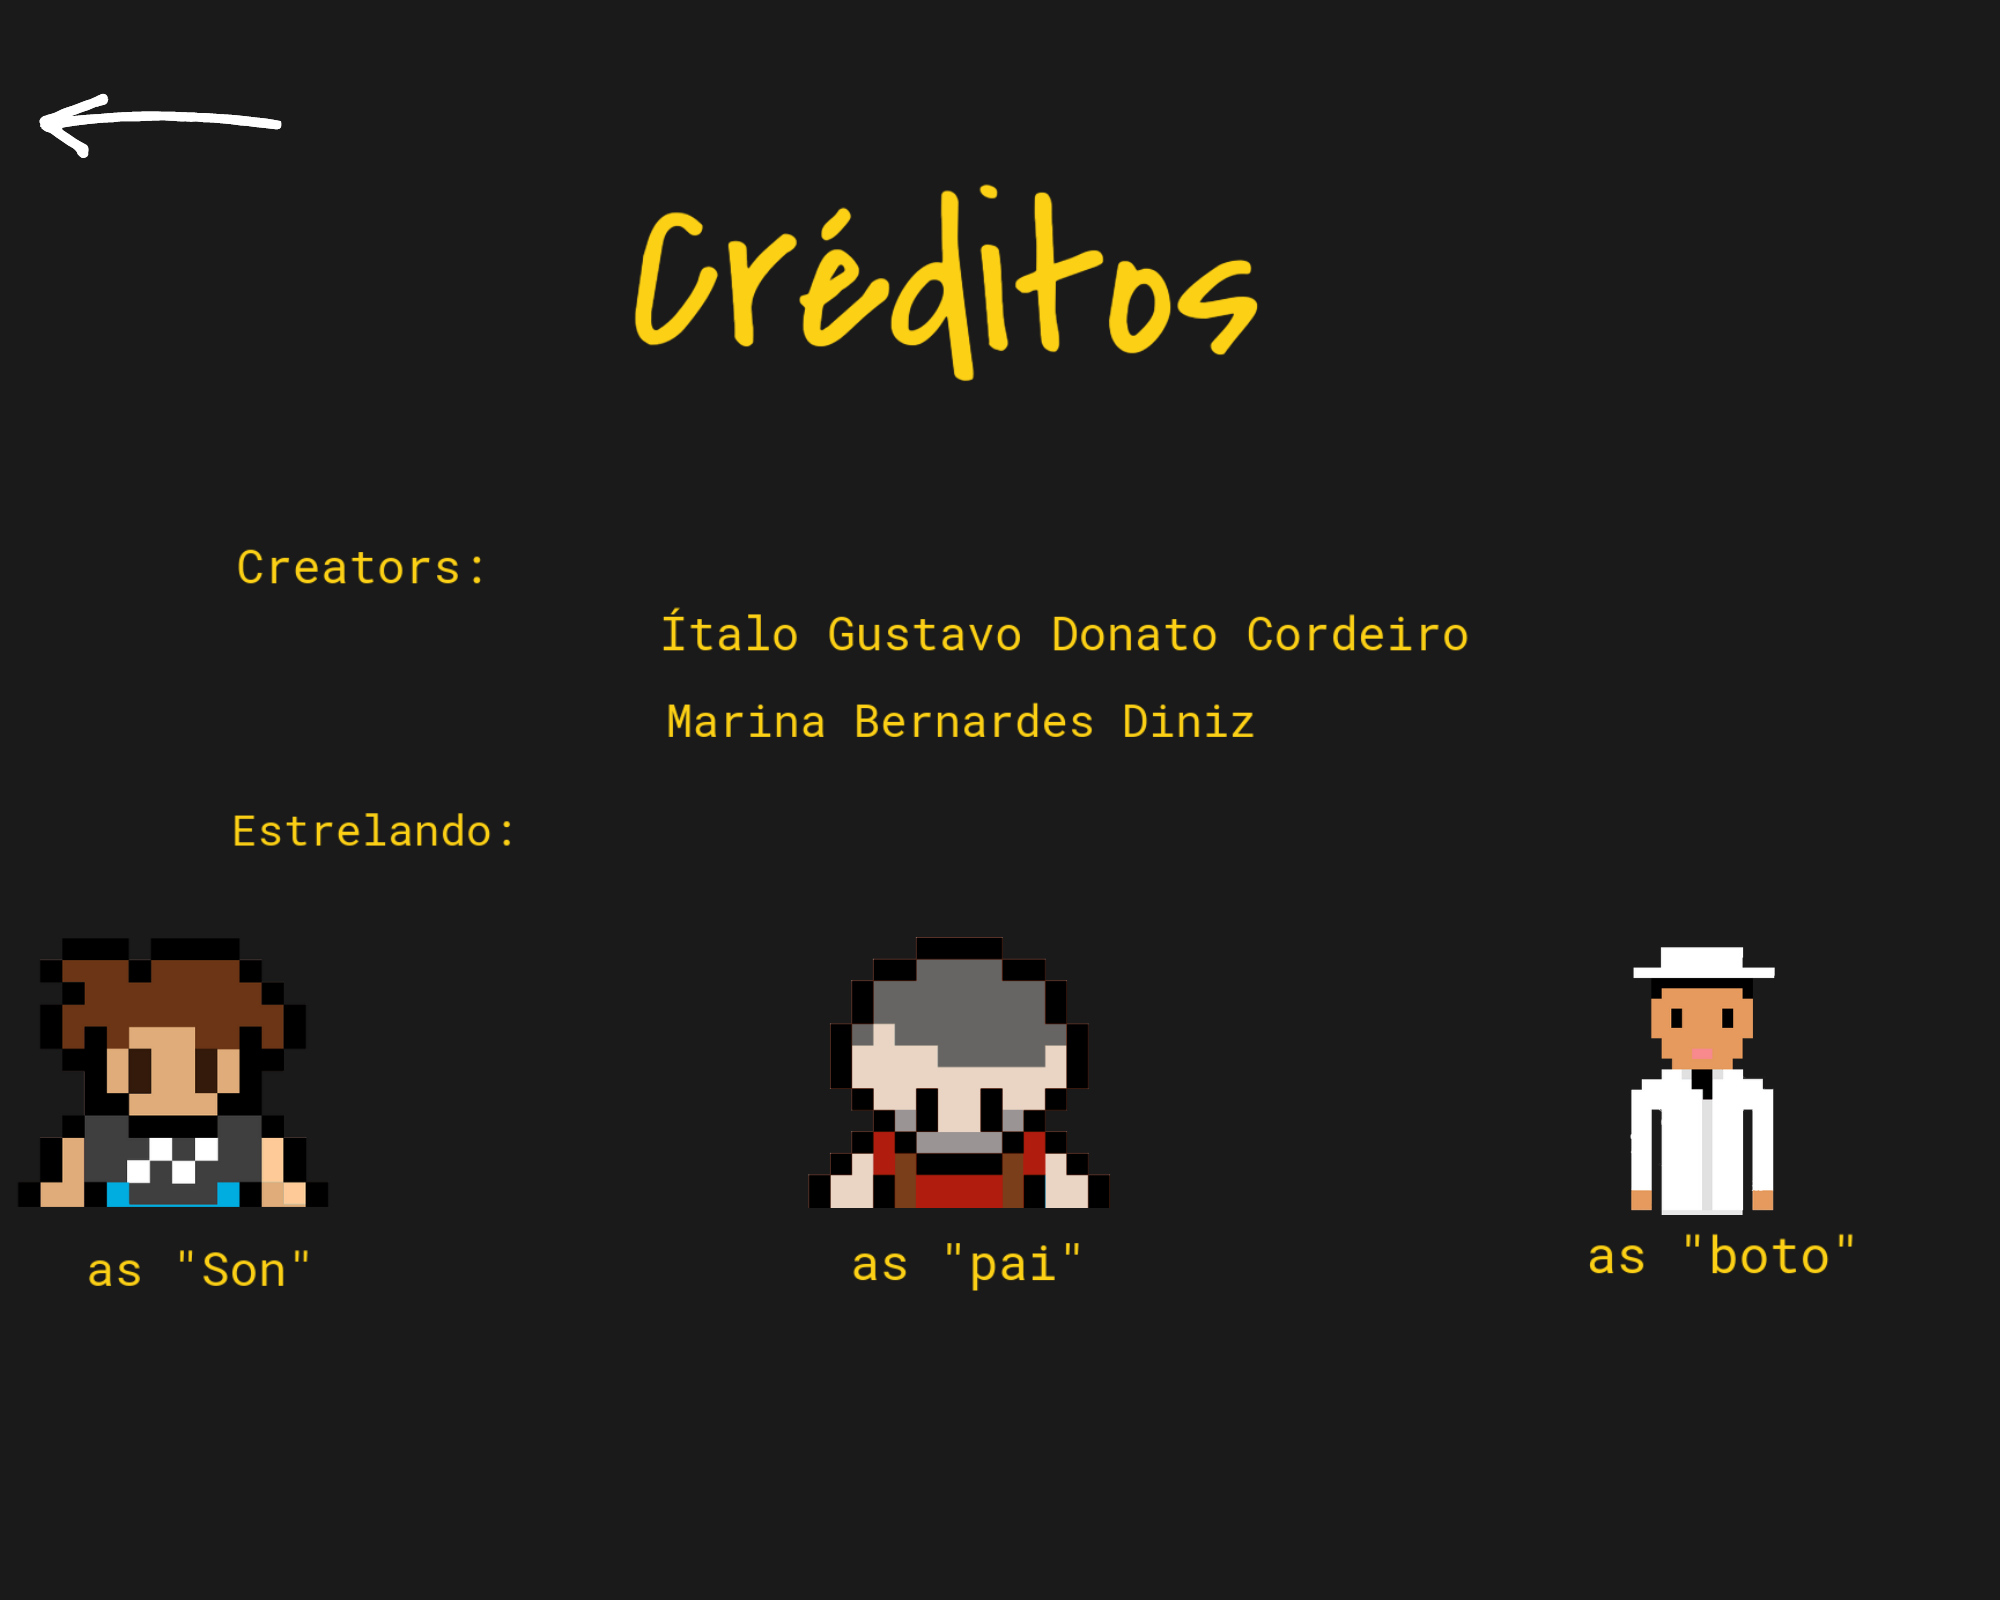 Créditos
Creators:
Ítalo Gustavo Donato Cordeiro
Marina Bernardes Diniz
Estrelando:
as "Son"
as "pai"
as "boto"